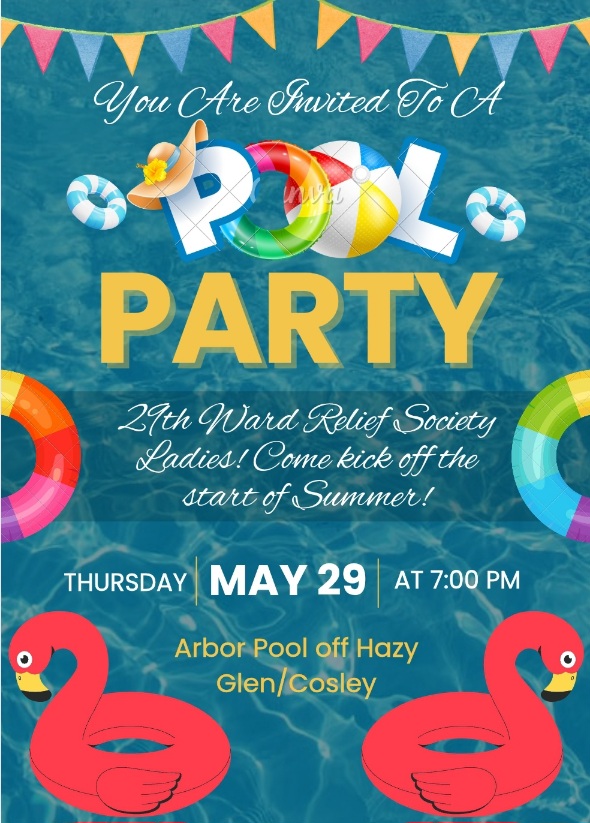 You Are Invited To A
POOL
Canva
PARTY
29th Ward Relief Society
Ladies! Come kick off the
start of Summer!
THURSDAY MAY 29 AT 7:00 PM
Arbor Pool off Hazy
Glen/Cosley